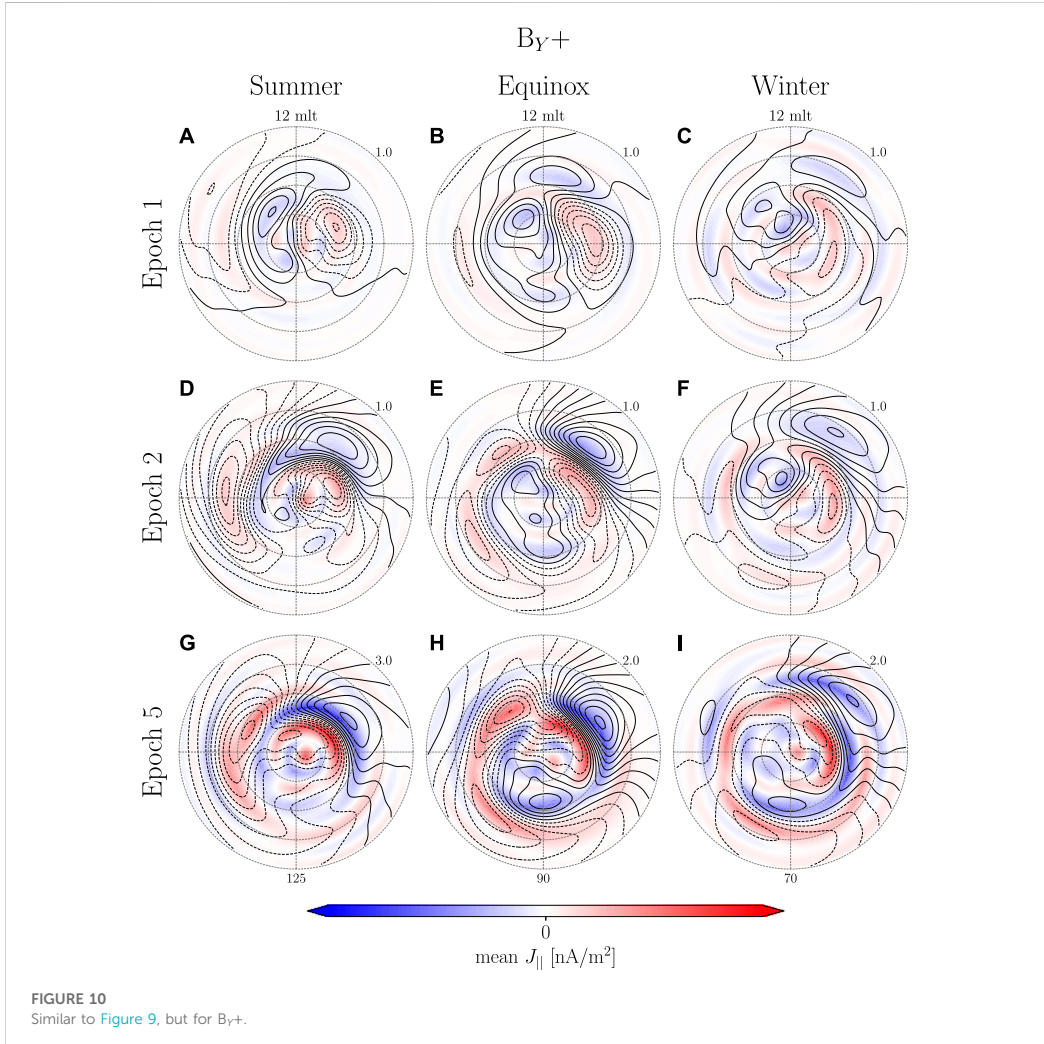 B_Y+
Summer Equinox Winter
12 mlt 12 mlt 12 mlt
A B C
1.0 1.0
Epoch 1
D E F
1.0 1.0 1.0
Epoch 2
G H I
3.0 2.0 2.0
Epoch 5
125 90 70
0
mean J_|| [nA/m²]
FIGURE 10
Similar to Figure 9, but for B_Y+.